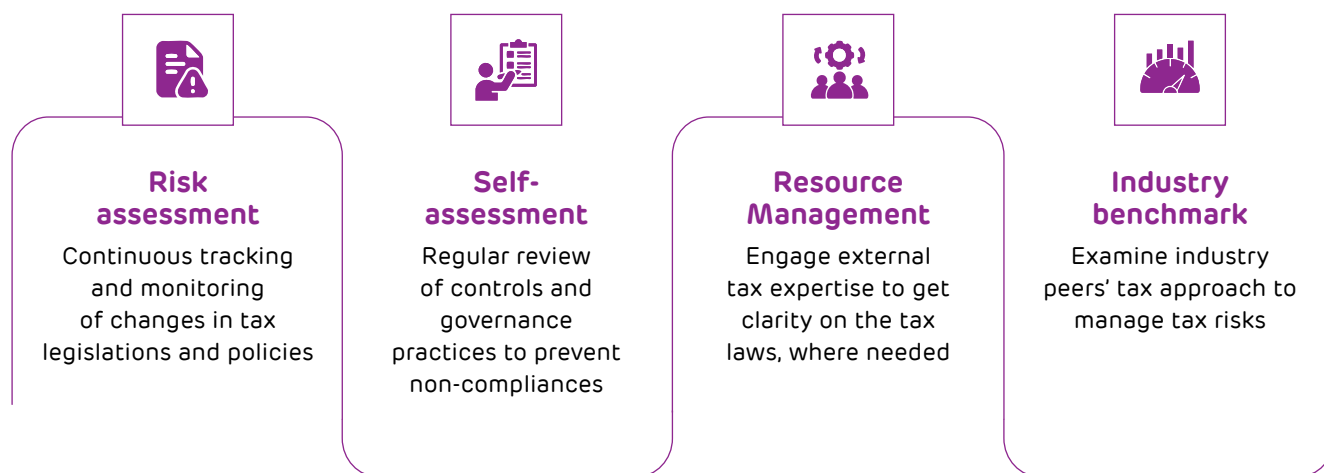 Risk
assessment
Continuous tracking
and monitoring
of changes in tax
legislations and policies
Self-
assessment
Regular review
of controls and
governance
practices to prevent
non-compliances
Resource
Management
Engage external
tax expertise to get
clarity on the tax
laws, where needed
Industry
benchmark
Examine industry
peers’ tax approach to
manage tax risks